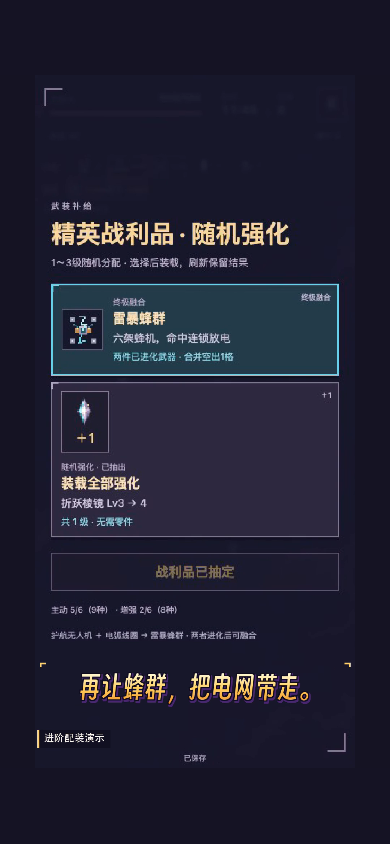 武装补给
精英战利品·随机强化
1～3级随机分配·选择后装载，刷新保留结果
终极融合
终极融合
雷暴蜂群
六架蜂机，命中连锁放电
两件已进化武器·合并空出1格
+1
+1
随机强化·已抽出
装载全部强化
折跃棱镜 Lv3 → 4
共 1 级·无需零件
战利品已抽定
主动 5/6（9种）·增强 2/6（8种）
护航无人机 + 电弧线圈 → 雷暴蜂群·两者进化后可融合
再让蜂群，把电网带走。
进阶配装演示
已保存